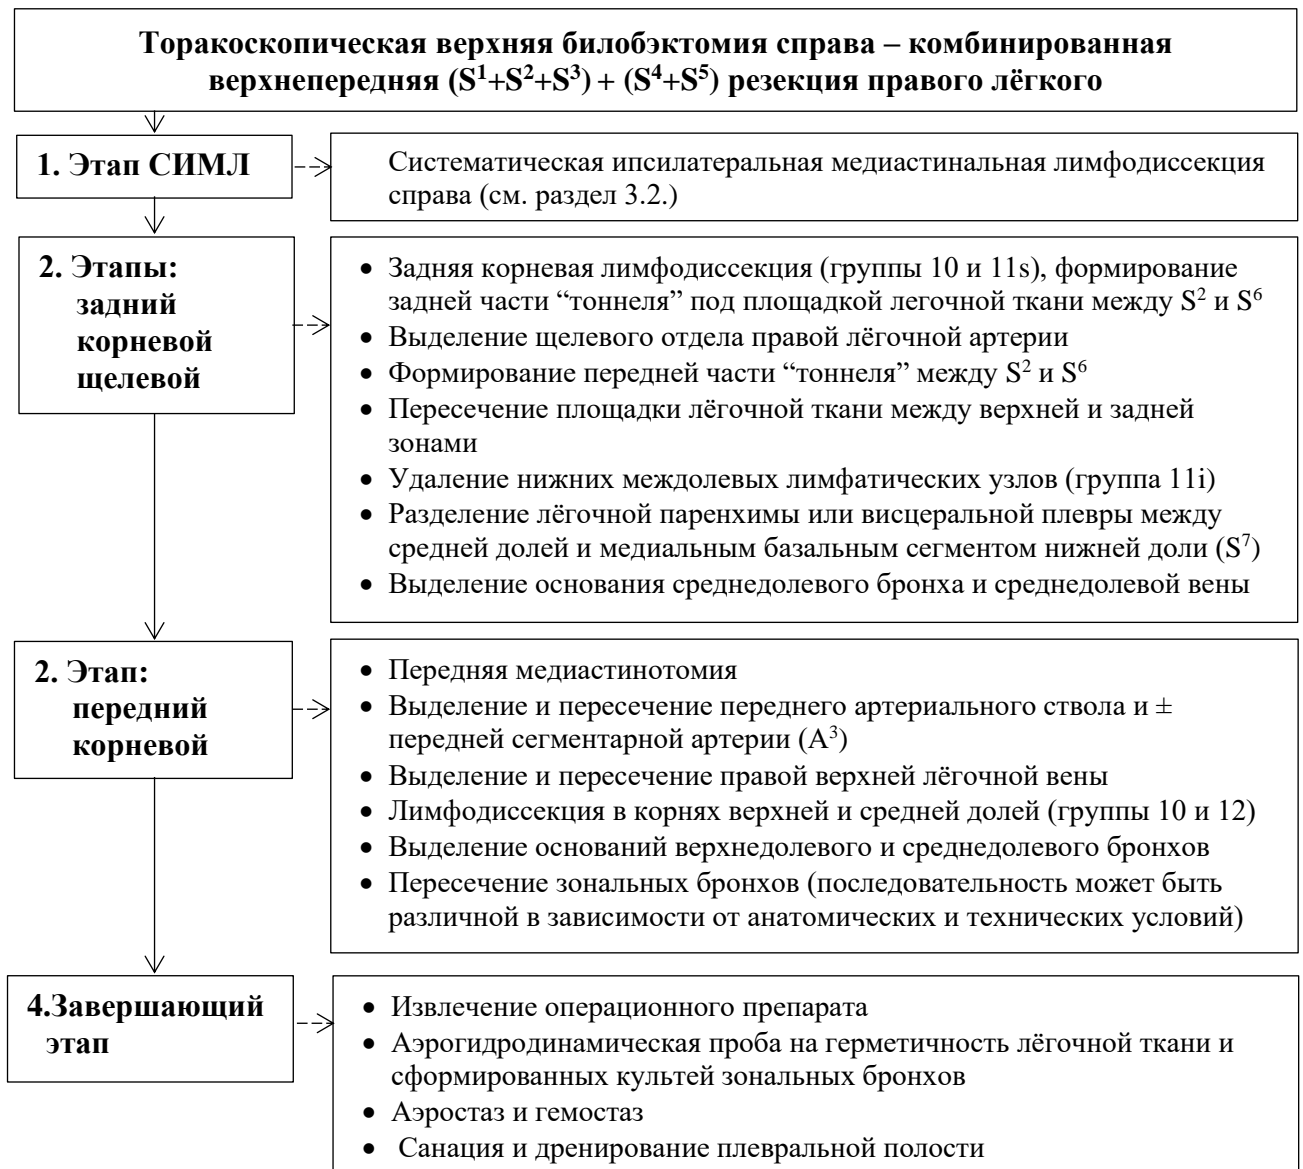 Торакоскопическая верхняя билобэктомия справа – комбинированная
верхнепередняя (S¹+S²+S³) + (S⁴+S⁵) резекция правого лёгкого
1. Этап СИМЛ
Систематическая ипсилатеральная медиастинальная лимфодиссекция
справа (см. раздел 3.2.)
2. Этапы:
задний
корневой
щелевой
• Задняя корневая лимфодиссекция (группы 10 и 11s), формирование
задней части “тоннеля” под площадкой легочной ткани между S² и S⁶
• Выделение щелевого отдела правой лёгочной артерии
• Формирование передней части “тоннеля” между S² и S⁶
• Пересечение площадки лёгочной ткани между верхней и задней
зонами
• Удаление нижних междолевых лимфатических узлов (группа 11i)
• Разделение лёгочной паренхимы или висцеральной плевры между
средней долей и медиальным базальным сегментом нижней доли (S⁷)
• Выделение основания среднедолевого бронха и среднедолевой вены
2. Этап:
передний
корневой
• Передняя медиастинотомия
• Выделение и пересечение переднего артериального ствола и ±
передней сегментарной артерии (A³)
• Выделение и пересечение правой верхней лёгочной вены
• Лимфодиссекция в корнях верхней и средней долей (группы 10 и 12)
• Выделение оснований верхнедолевого и среднедолевого бронхов
• Пересечение зональных бронхов (последовательность может быть
различной в зависимости от анатомических и технических условий)
4.Завершающий
этап
• Извлечение операционного препарата
• Аэрогидродинамическая проба на герметичность лёгочной ткани и
сформированных культей зональных бронхов
• Аэростаз и гемостаз
• Санация и дренирование плевральной полости